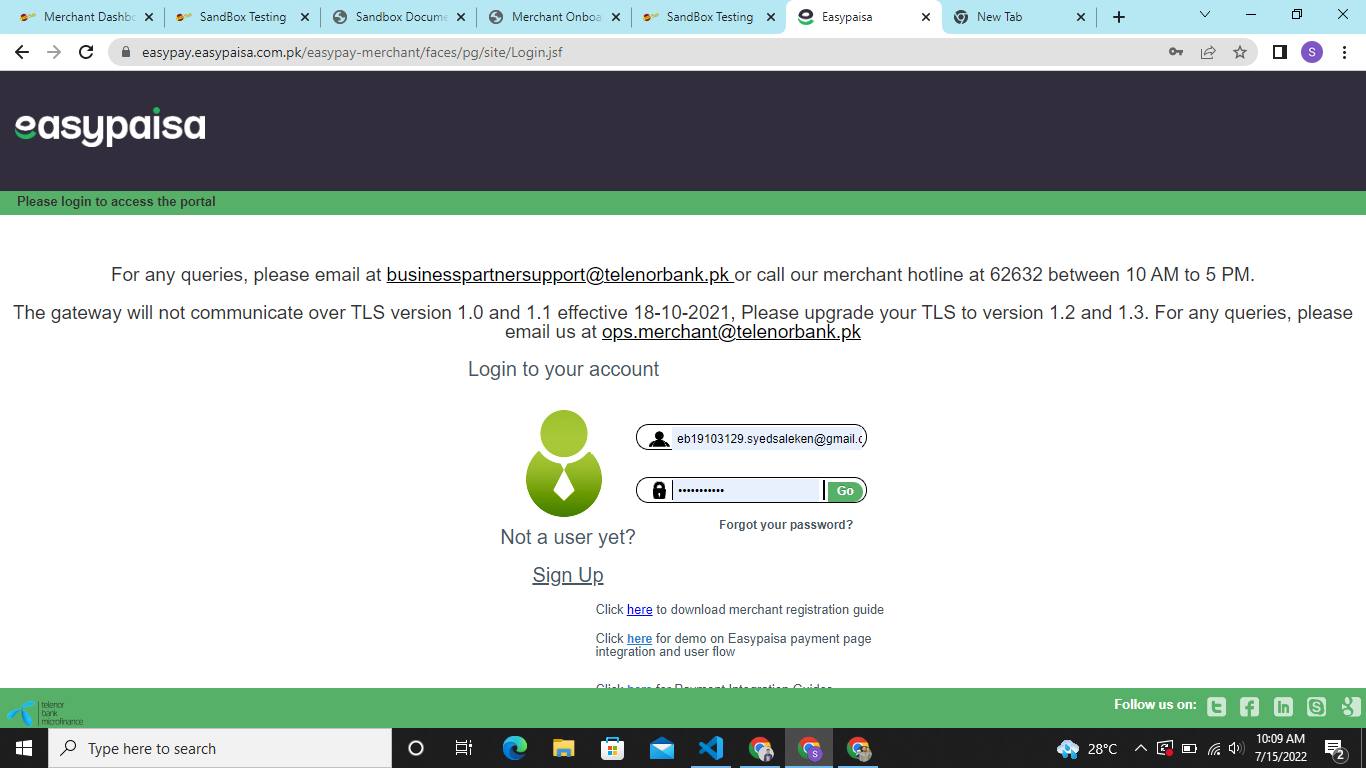 Merchant Dashbo
SandBox Testing
Sandbox Docume
Merchant Onboa
SandBox Testing
Easypaisa
New Tab
easypay.easypaisa.com.pk/easypay-merchant/faces/pg/site/Login.jsf
S
easypaisa
Please login to access the portal
For any queries, please email at businesspartnersupport@telenorbank.pk or call our merchant hotline at 62632 between 10 AM to 5 PM.
The gateway will not communicate over TLS version 1.0 and 1.1 effective 18-10-2021, Please upgrade your TLS to version 1.2 and 1.3. For any queries, please
email us at ops.merchant@telenorbank.pk
Login to your account
eb19103129.syedsaleken@gmail.c
Go
Forgot your password?
Not a user yet?
Sign Up
Click here to download merchant registration guide
Click here for demo on Easypaisa payment page
integration and user flow
Click here for Payment Integration Guides
Follow us on:
telenor
bank
microfinance
Type here to search
28°C
10:09 AM
7/15/2022
2